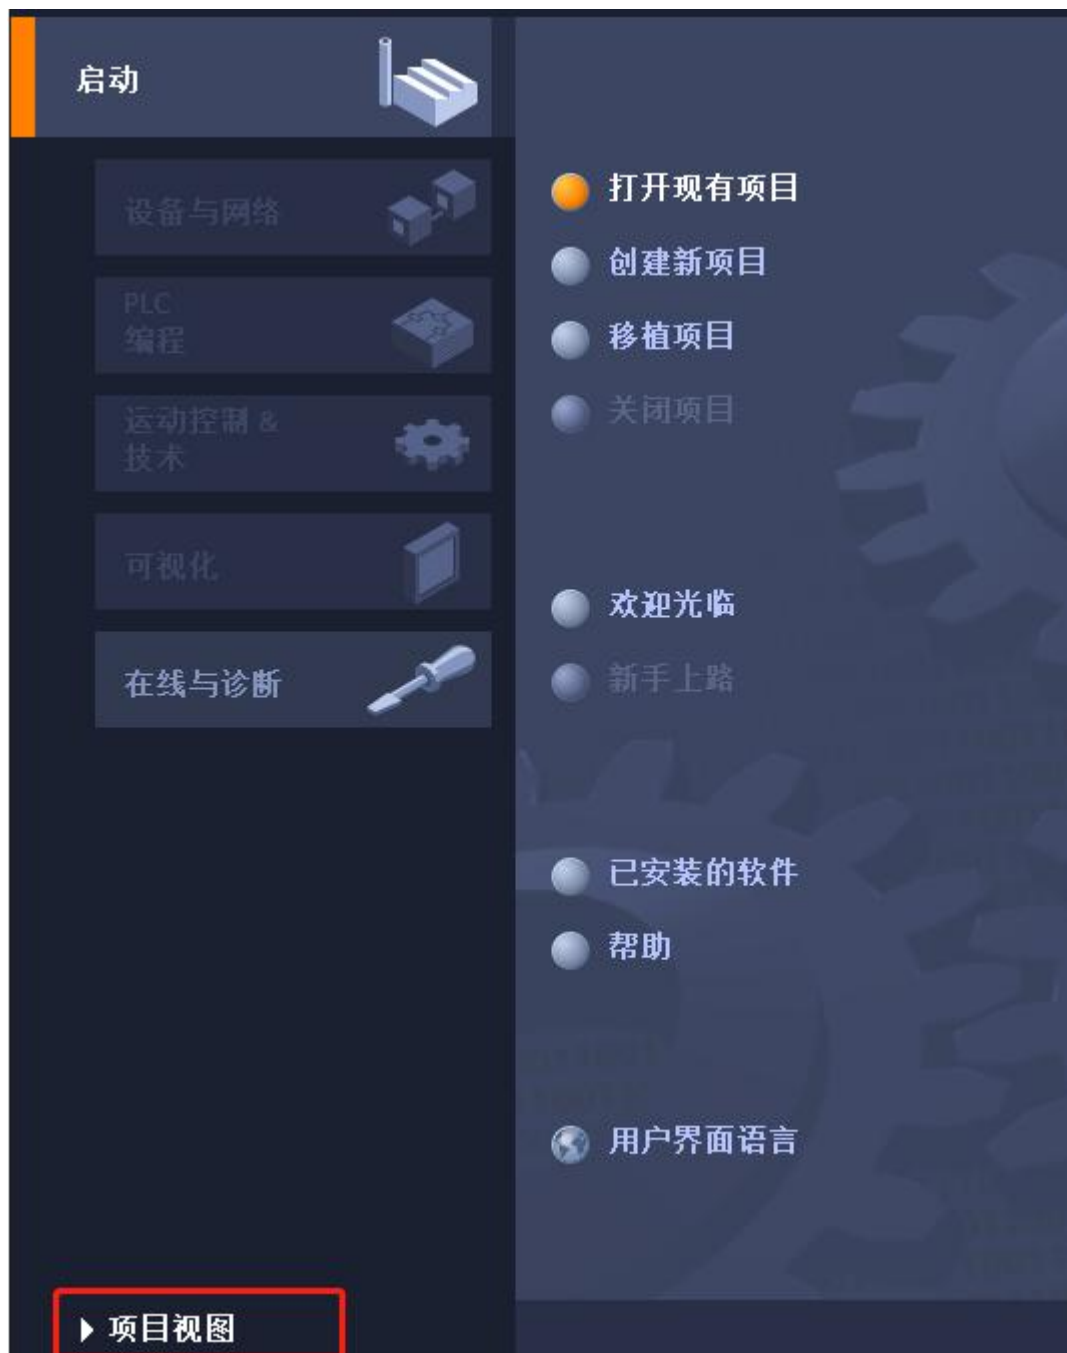 启动
设备与网络
PLC
编程
运动控制 &
技术
可视化
在线与诊断
打开现有项目
创建新项目
移植项目
关闭项目
欢迎光临
新手上路
已安装的软件
帮助
用户界面语言
项目视图